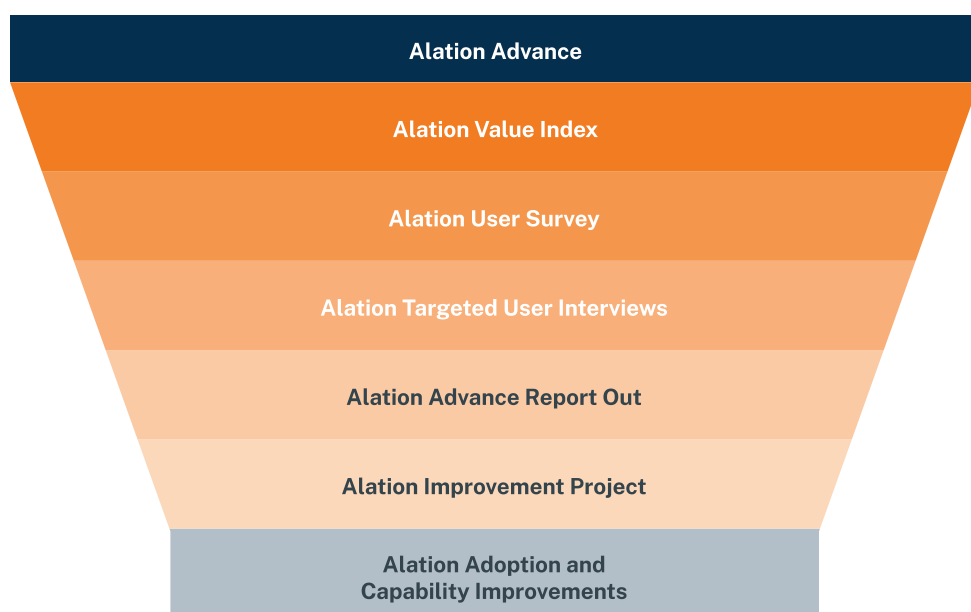 Alation Advance
Alation Value Index
Alation User Survey
Alation Targeted User Interviews
Alation Advance Report Out
Alation Improvement Project
Alation Adoption and
Capability Improvements